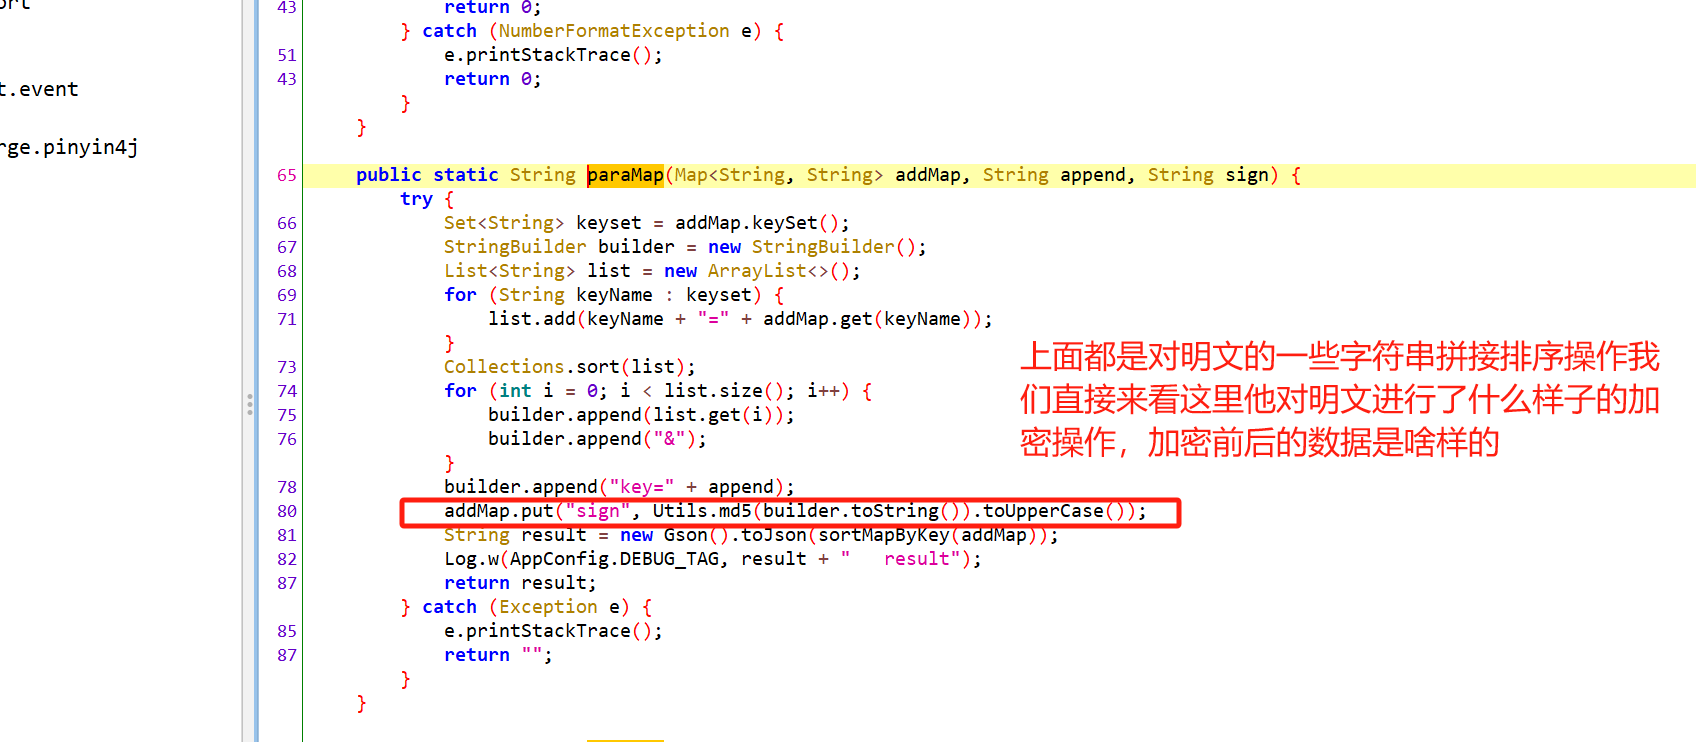 ort
t.event
rge.pinyin4j
43 return 0;
} catch (NumberFormatException e) {
51 e.printStackTrace();
43 return 0;
}
}
65 public static String paraMap(Map<String, String> addMap, String append, String sign) {
try {
66 Set<String> keyset = addMap.keySet();
67 StringBuilder builder = new StringBuilder();
68 List<String> list = new ArrayList<>();
69 for (String keyName : keyset) {
71 list.add(keyName + "=" + addMap.get(keyName));
}
73 Collections.sort(list);
74 for (int i = 0; i < list.size(); i++) {
75 builder.append(list.get(i));
76 builder.append("&");
}
78 builder.append("key=" + append);
80 addMap.put("sign", Utils.md5(builder.toString()).toUpperCase());
81 String result = new Gson().toJson(sortMapByKey(addMap));
82 Log.w(AppConfig.DEBUG_TAG, result + "   result");
87 return result;
} catch (Exception e) {
85 e.printStackTrace();
87 return "";
}
}
上面都是对明文的一些字符串拼接排序操作我
们直接来看这里他对明文进行了什么样子的加
密操作，加密前后的数据是啥样的